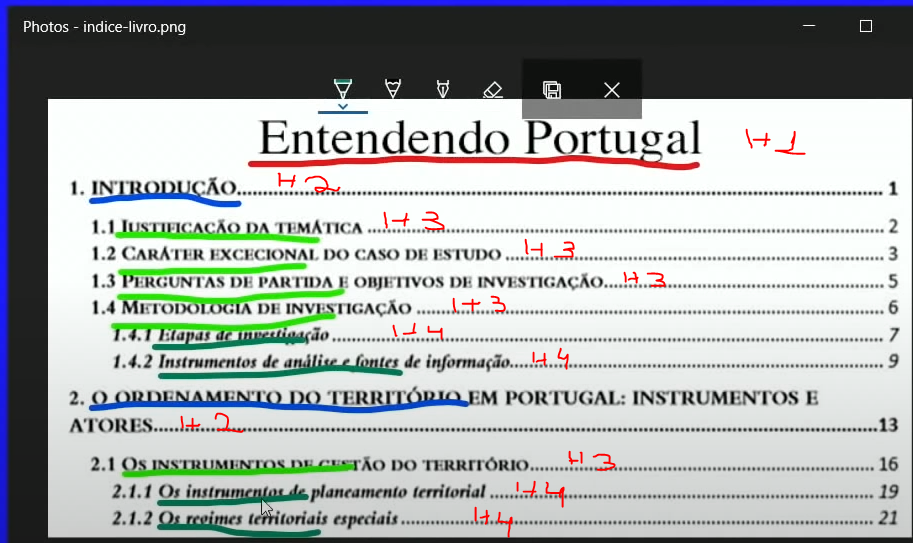 Photos - indice-livro.png
Entendendo Portugal H1
1. INTRODUÇÃO H2 1
1.1 JUSTIFICAÇÃO DA TEMÁTICA H3 2
1.2 CARÁTER EXCECIONAL DO CASO DE ESTUDO H3 3
1.3 PERGUNTAS DE PARTIDA E OBJETIVOS DE INVESTIGAÇÃO H3 5
1.4 METODOLOGIA DE INVESTIGAÇÃO H3 6
1.4.1 Etapas de investigação H4 7
1.4.2 Instrumentos de análise e fontes de informação H4 9
2. O ORDENAMENTO DO TERRITÓRIO EM PORTUGAL: INSTRUMENTOS E
ATORES H2 13
2.1 OS INSTRUMENTOS DE GESTÃO DO TERRITÓRIO H3 16
2.1.1 Os instrumentos de planeamento territorial H4 19
2.1.2 Os regimes territoriais especiais H4 21